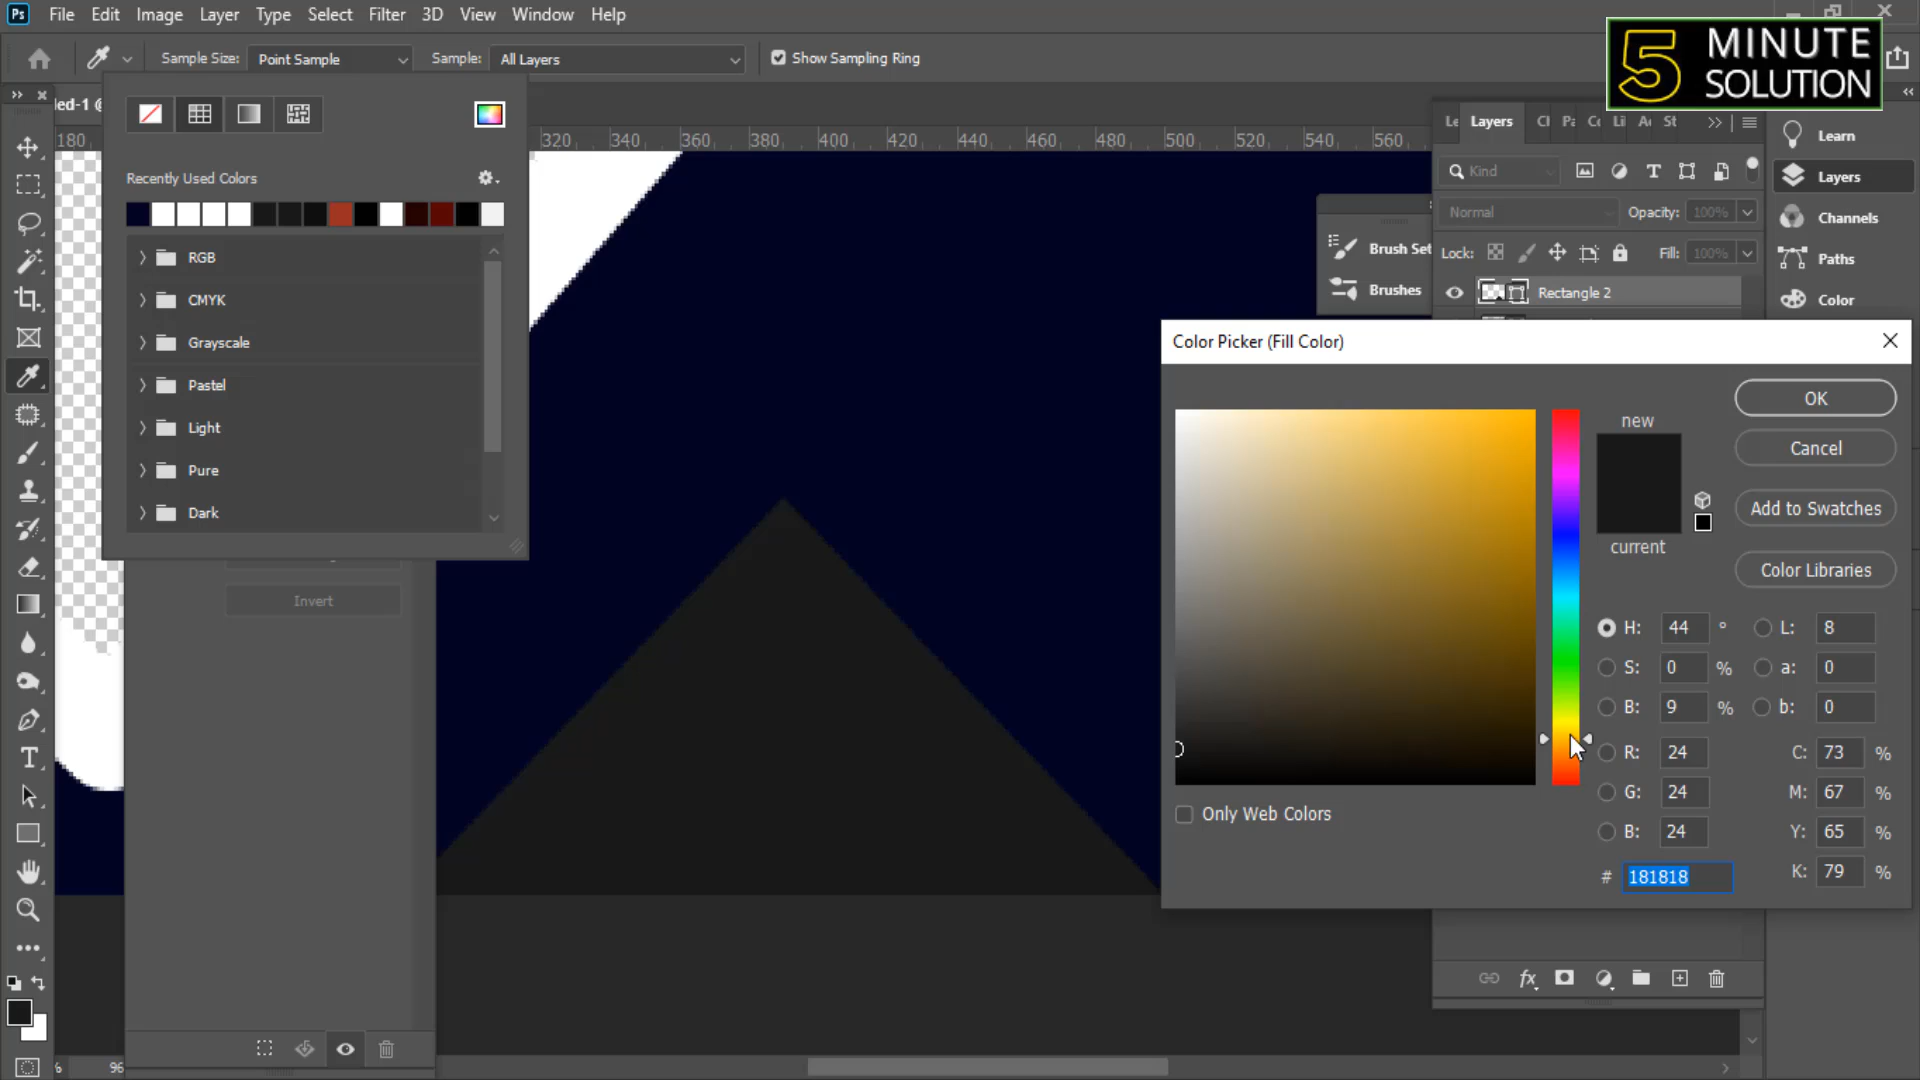 Ps File Edit Image Layer Type Select Filter 3D View Window Help
5 MINUTE SOLUTION
Sample Size: Point Sample Sample: All Layers Show Sampling Ring
180 320 340 360 380 400 420 440 460 480 500 520 540 560
Layers
Learn
Kind
Layers
Recently Used Colors
Normal Opacity: 100%
Channels
Brush Set
Lock: Fill: 100%
Paths
RGB
Brushes
Rectangle 2
Color
CMYK
Grayscale
Color Picker (Fill Color)
Pastel
OK
Light
new
Cancel
Pure
Dark
Add to Swatches
current
Color Libraries
Invert
H: 44 ° L: 8
S: 0 % a: 0
B: 9 % b: 0
R: 24 C: 73 %
G: 24 M: 67 %
Only Web Colors
B: 24 Y: 65 %
# 181818 K: 79 %
fx